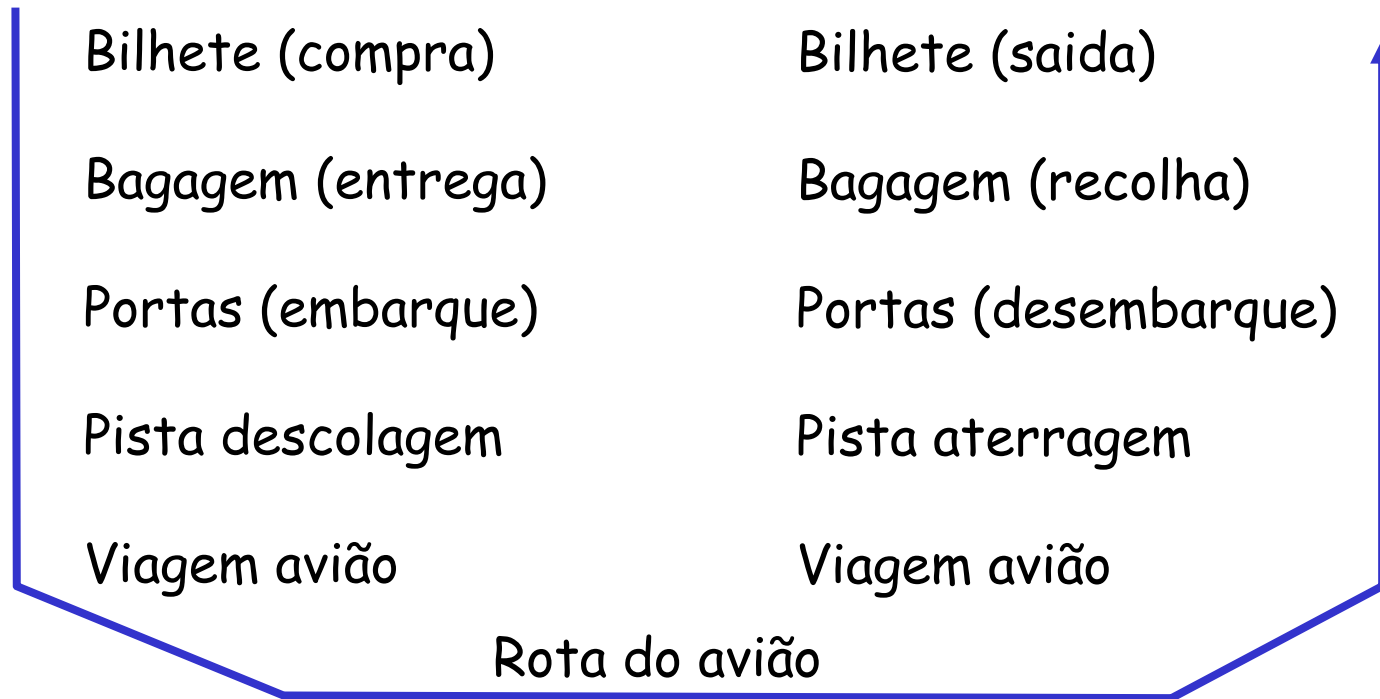 Bilhete (compra)
Bagagem (entrega)
Portas (embarque)
Pista descolagem
Viagem avião
Bilhete (saida)
Bagagem (recolha)
Portas (desembarque)
Pista aterragem
Viagem avião
Rota do avião